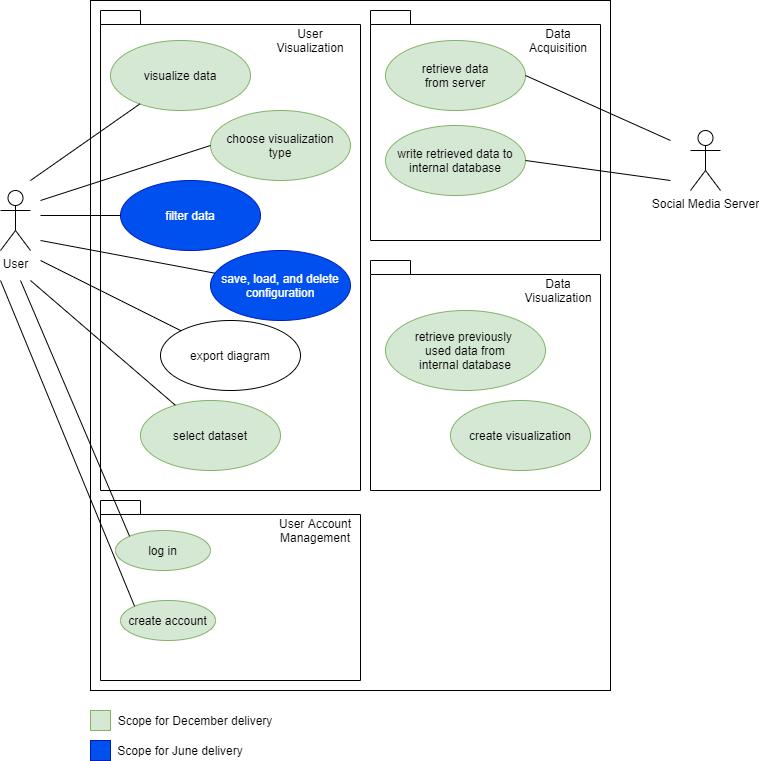 User
Visualization
visualize data
choose visualization
type
filter data
save, load, and delete
configuration
export diagram
select dataset
User
Data
Acquisition
retrieve data
from server
write retrieved data to
internal database
Social Media Server
Data
Visualization
retrieve previously
used data from
internal database
create visualization
User Account
Management
log in
create account
Scope for December delivery
Scope for June delivery